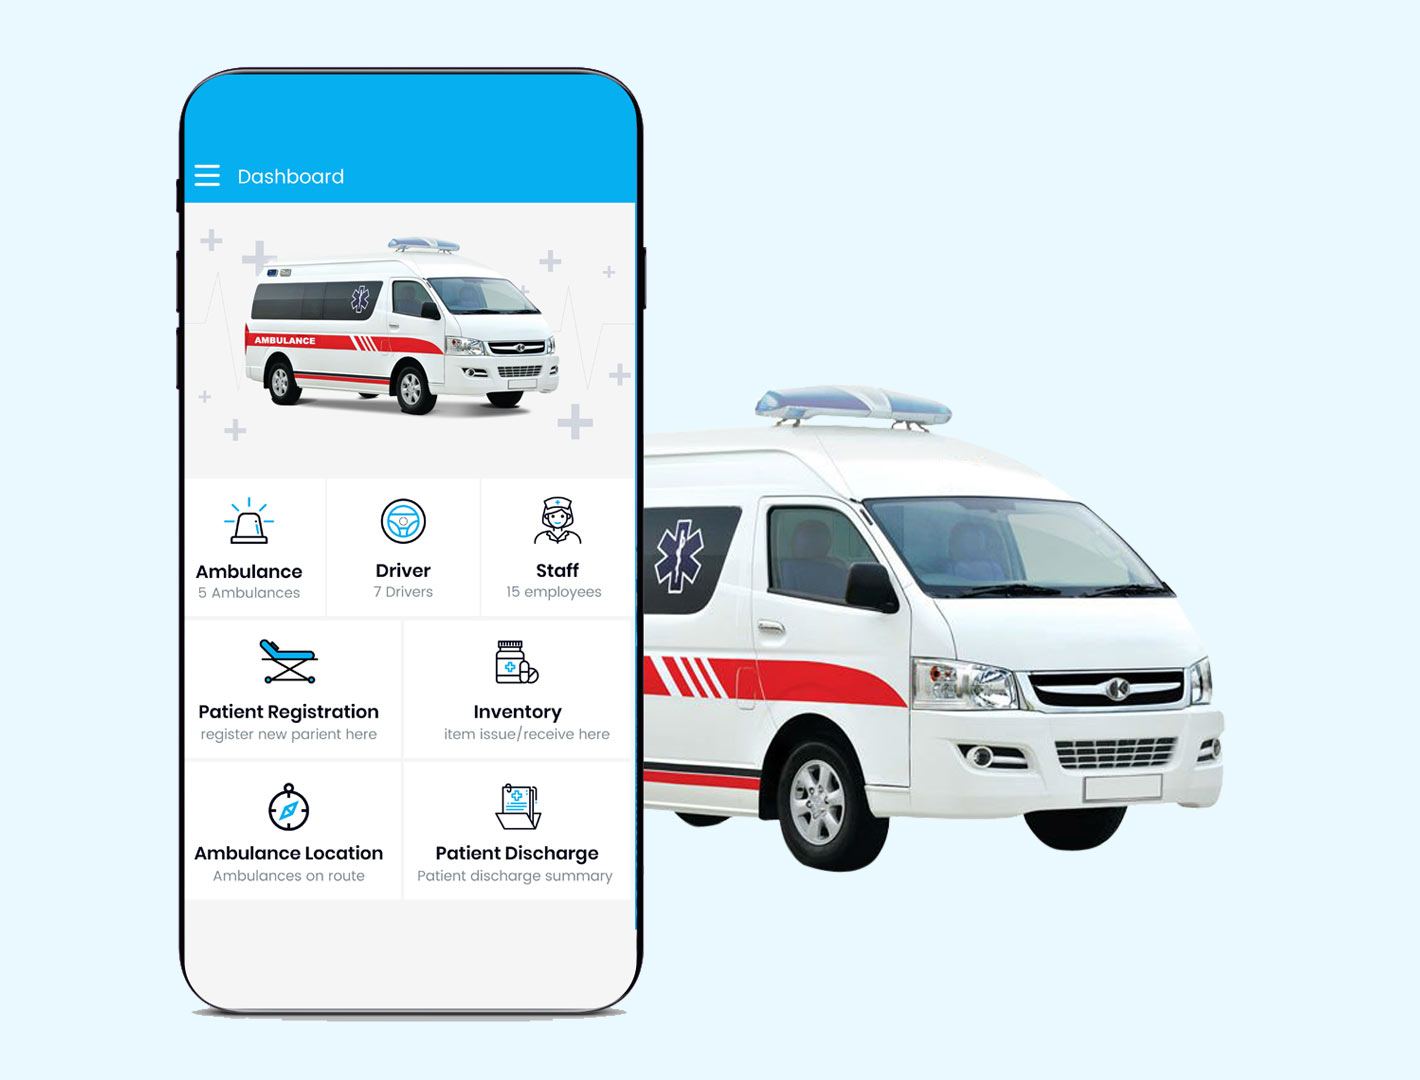 Dashboard
AMBULANCE
Ambulance
5 Ambulances
Driver
7 Drivers
Staff
15 employees
Patient Registration
register new parient here
Inventory
item issue/receive here
Ambulance Location
Ambulances on route
Patient Discharge
Patient discharge summary